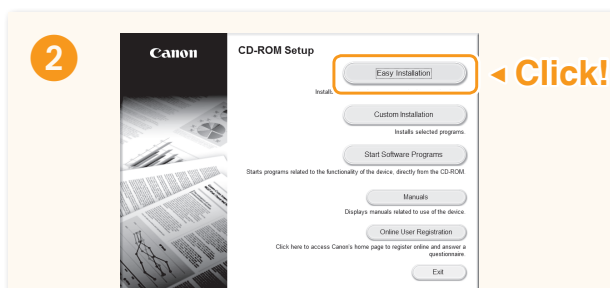 2
Canon
CD-ROM Setup
Easy Installation
Click!
Install
Custom Installation
Installs selected programs.
Start Software Programs
Starts programs related to the functionality of the device, directly from the CD-ROM.
Manuals
Displays manuals related to use of the device.
Online User Registration
Click here to access Canon's home page to register online and answer a
questionnaire.
Exit